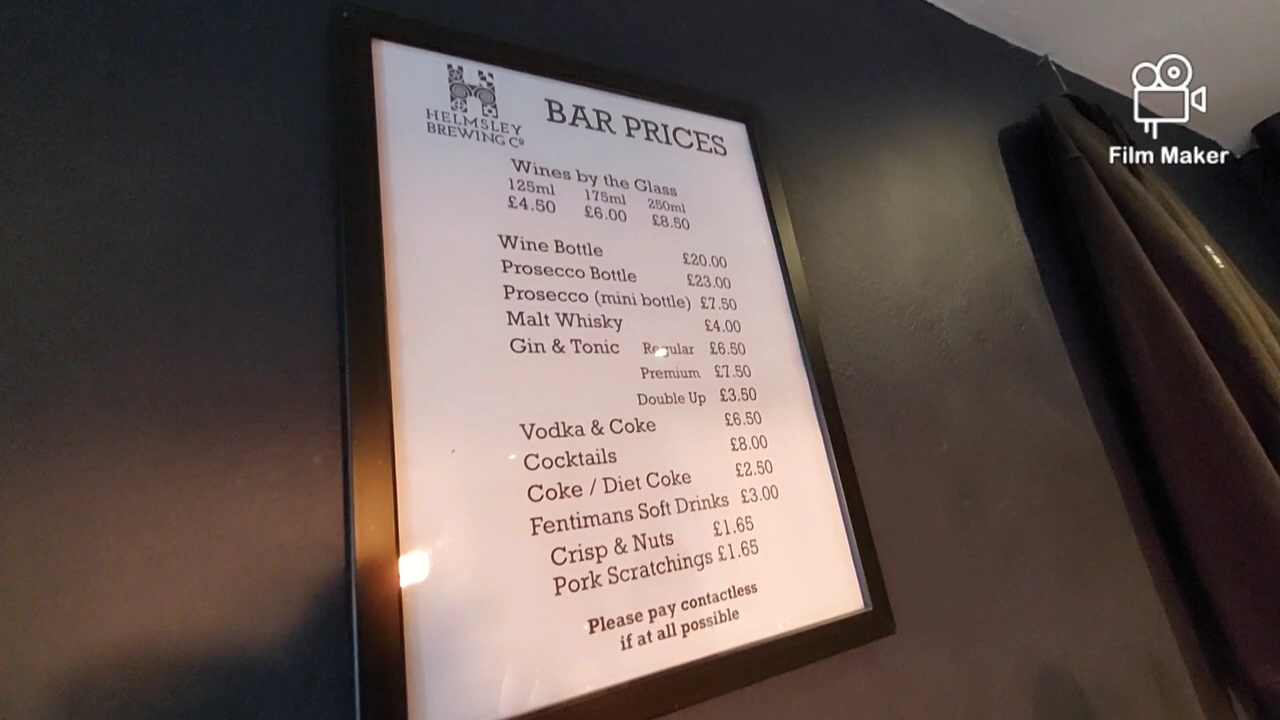 HELMSLEY
BREWING Cº
BAR PRICES
Wines by the Glass
125ml 175ml 250ml
£4.50 £6.00 £8.50
Wine Bottle £20.00
Prosecco Bottle £23.00
Prosecco (mini bottle) £7.50
Malt Whisky £4.00
Gin & Tonic Regular £6.50
Premium £7.50
Double Up £3.50
Vodka & Coke £6.50
Cocktails £8.00
Coke / Diet Coke £2.50
Fentimans Soft Drinks £3.00
Crisp & Nuts £1.65
Pork Scratchings £1.65
Please pay contactless
if at all possible
Film Maker